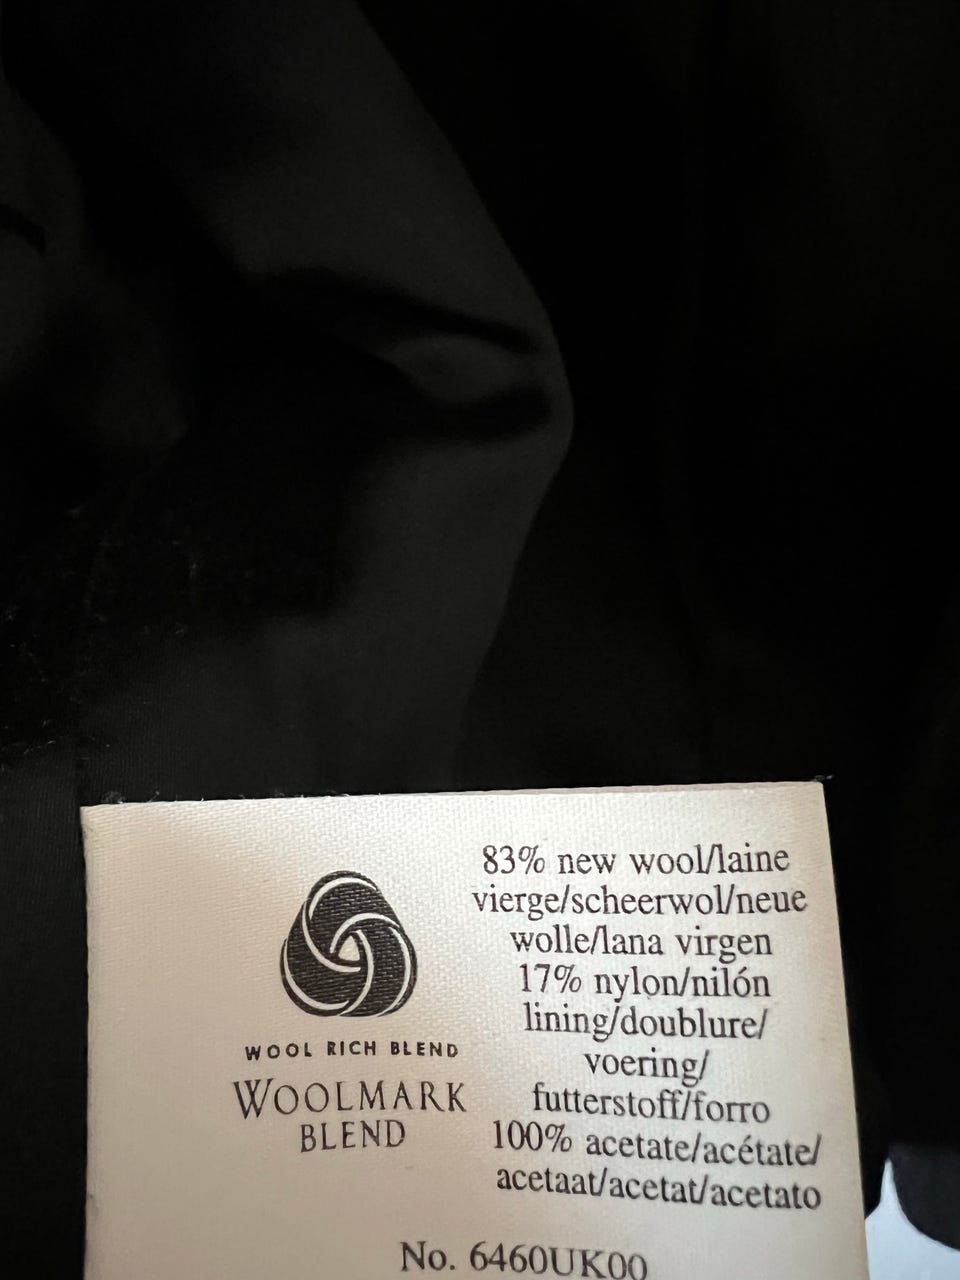 WOOL RICH BLEND
WOOLMARK
BLEND
83% new wool/laine
vierge/scheerwol/neue
wolle/lana virgen
17% nylon/nilón
lining/doublure/
voering/
futterstoff/forro
100% acetate/acétate/
acetaat/acetat/acetato
No. 6460UK00